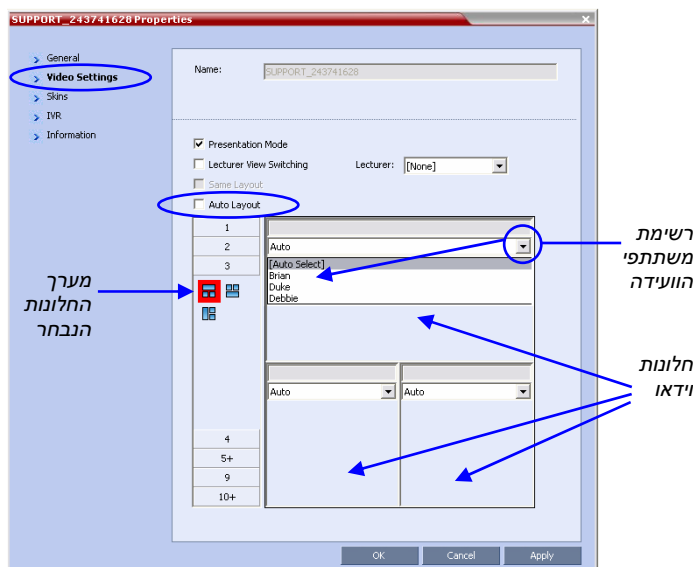 SUPPORT_243741628 Properties
General
Video Settings
Skins
IVR
Information
Name: SUPPORT_243741628
Presentation Mode
Lecturer View Switching Lecturer: [None]
Same Layout
Auto Layout
1
2
3
Auto
[Auto Select]
Brian
Duke
Debbie
רשימת
משתתפי
הוועידה
מערך
החלונות
הנבחר
חלונות
וידאו
Auto Auto
4
5+
9
10+
OK Cancel Apply